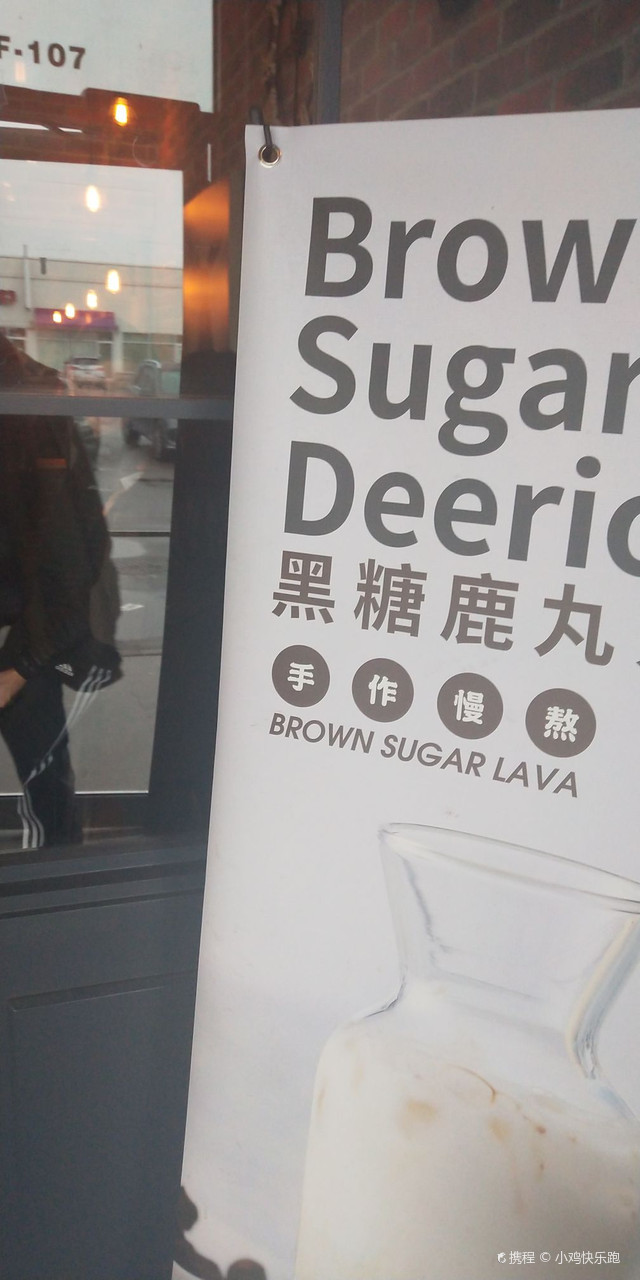 F-107
Brow
Sugar
Deerio
黑糖鹿丸
手作慢熬
BROWN SUGAR LAVA
携程 © 小鸡快乐跑